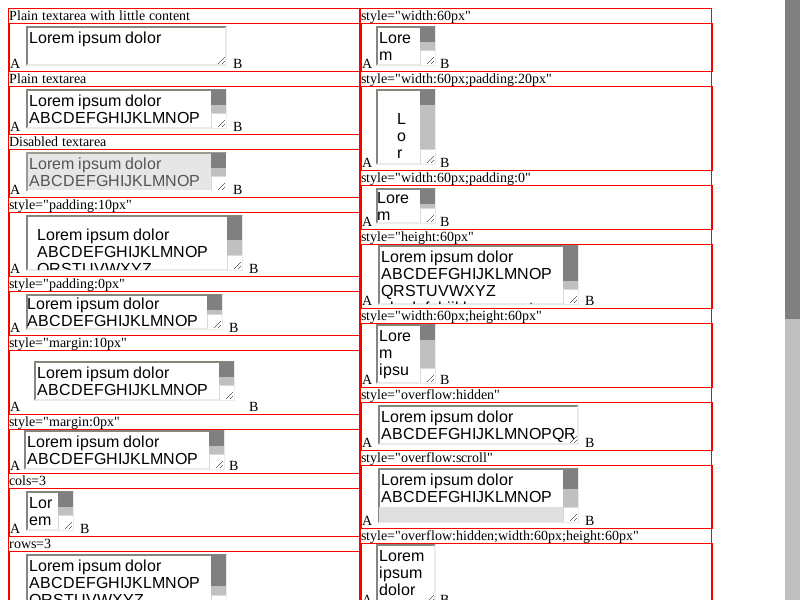 Plain textarea with little content
Lorem ipsum dolor
A B
Plain textarea
Lorem ipsum dolor
ABCDEFGHIJKLMNOP
A B
Disabled textarea
Lorem ipsum dolor
ABCDEFGHIJKLMNOP
A B
style="padding:10px"
Lorem ipsum dolor
ABCDEFGHIJKLMNOP
QRSTUVWXYZ
A B
style="padding:0px"
Lorem ipsum dolor
ABCDEFGHIJKLMNOP
A B
style="margin:10px"
Lorem ipsum dolor
ABCDEFGHIJKLMNOP
A B
style="margin:0px"
Lorem ipsum dolor
ABCDEFGHIJKLMNOP
A B
cols=3
Lor
em
A B
rows=3
Lorem ipsum dolor
ABCDEFGHIJKLMNOP
QRSTUVWXYZ
style="width:60px"
Lore
m
A B
style="width:60px;padding:20px"
L
o
r
A B
style="width:60px;padding:0"
Lore
m
A B
style="height:60px"
Lorem ipsum dolor
ABCDEFGHIJKLMNOP
QRSTUVWXYZ
A B
style="width:60px;height:60px"
Lore
m
ipsu
A B
style="overflow:hidden"
Lorem ipsum dolor
ABCDEFGHIJKLMNOPQR
A B
style="overflow:scroll"
Lorem ipsum dolor
ABCDEFGHIJKLMNOP
A B
style="overflow:hidden;width:60px;height:60px"
Lorem
ipsum
dolor
A B